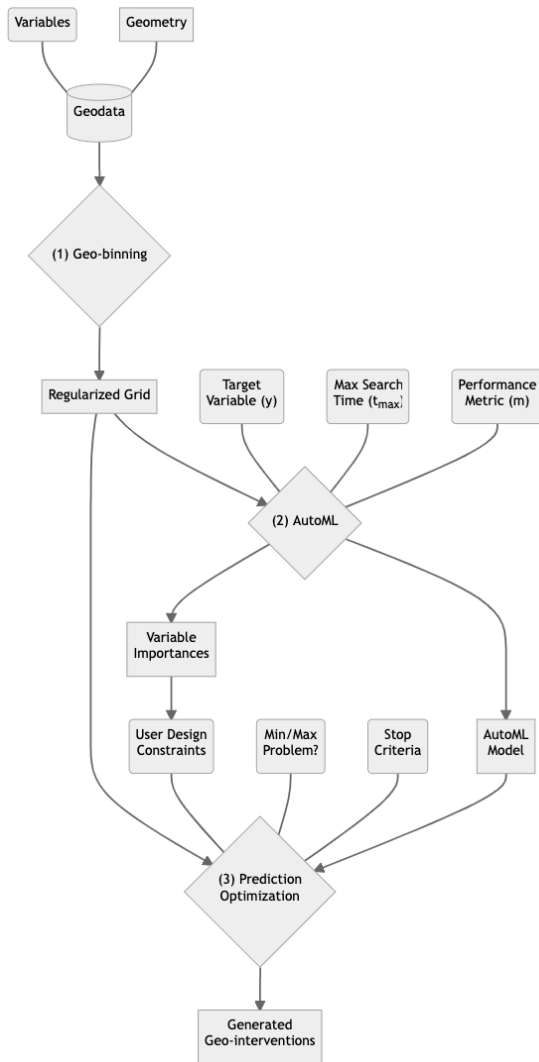 Variables
Geometry
Geodata
(1) Geo-binning
Regularized Grid
Target
Variable (y)
Max Search
Time (tmax)
Performance
Metric (m)
(2) AutoML
Variable
Importances
User Design
Constraints
Min/Max
Problem?
Stop
Criteria
AutoML
Model
(3) Prediction
Optimization
Generated
Geo-interventions